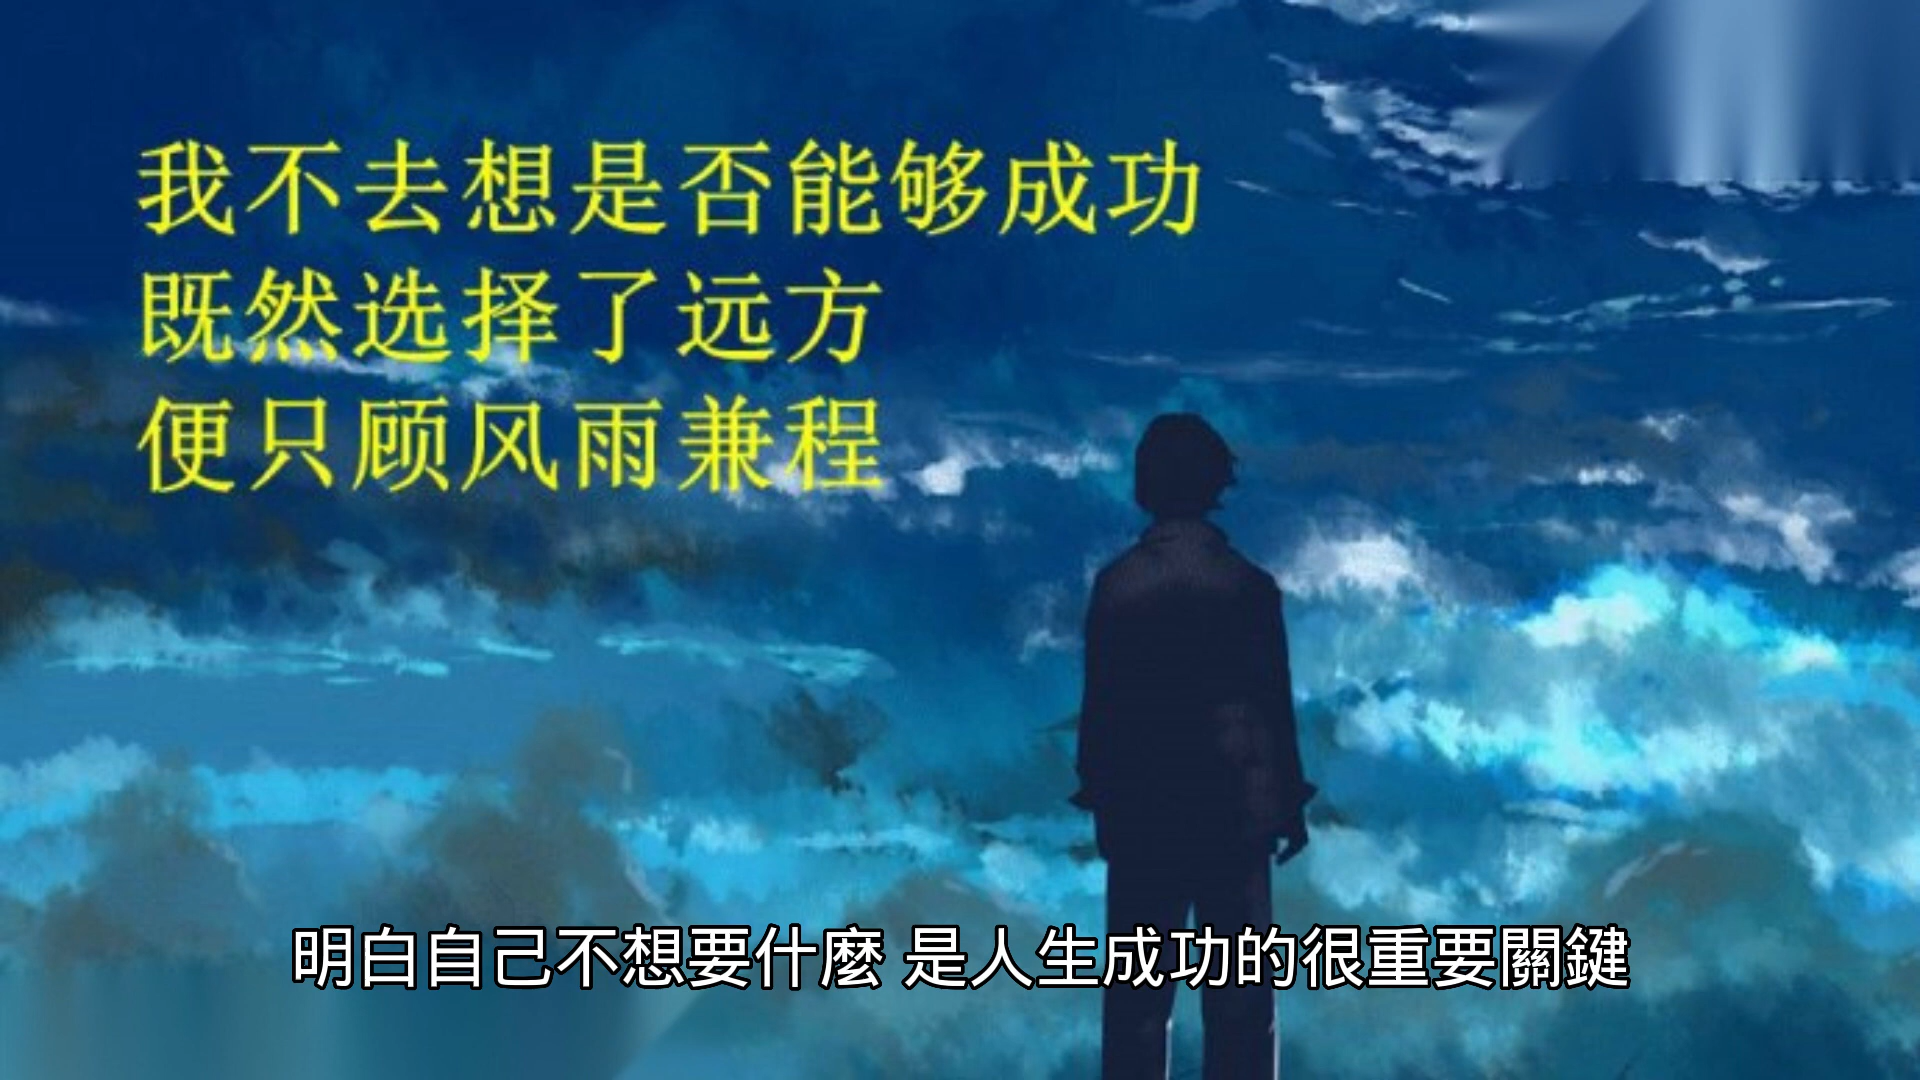 我不去想是否能够成功
既然选择了远方
便只顾风雨兼程
明白自己不想要什麼 是人生成功的很重要關鍵